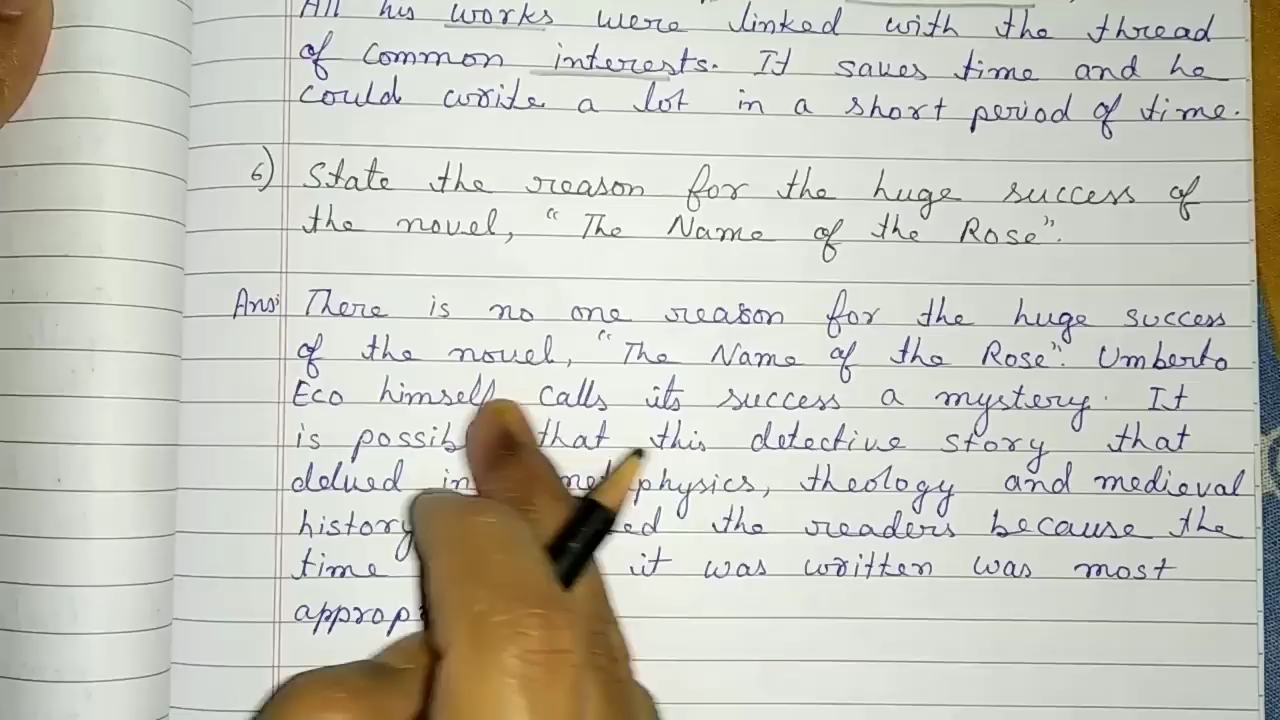 All his works were linked with the thread
of common interests. It saves time and he
could write a lot in a short period of time.
6) State the reason for the huge success of
the novel, "The Name of the Rose".
Ans: There is no one reason for the huge success
of the novel, "The Name of the Rose". Umberto
Eco himself calls its success a mystery. It
is that this detective story that
delved physics, theology and medieval
history the readers because the
time it was written was most